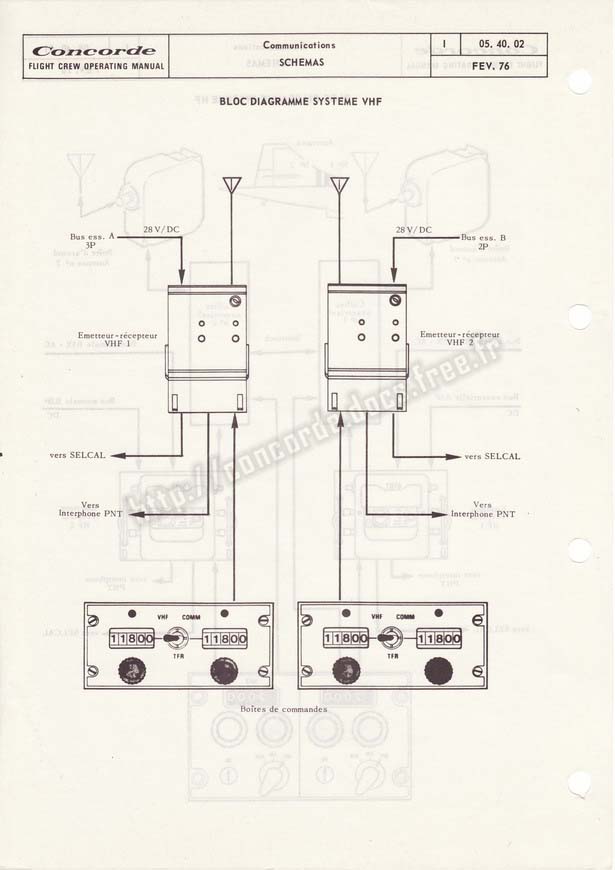 Concorde
FLIGHT CREW OPERATING MANUAL
Communications
SCHEMAS
I
05. 40. 02
FEV. 76
BLOC DIAGRAMME SYSTEME VHF
Bus ess. A
3P
28 V/DC
28 V/DC
Bus ess. B
2P
Emetteur-récepteur
VHF 1
Emetteur-récepteur
VHF 2
vers SELCAL
vers SELCAL
Vers
Interphone PNT
Vers
Interphone PNT
VHF COMM
11800 11800
TFR
VHF COMM
11800 11800
TFR
Boîtes de commandes
http://concorde.docs.free.fr